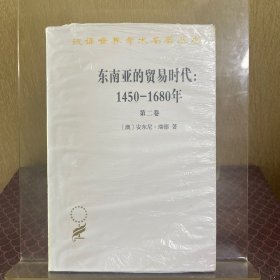 汉译世界学术名著丛书
东南亚的贸易时代:
1450-1680年
第二卷
〔澳〕安东尼·瑞德 著